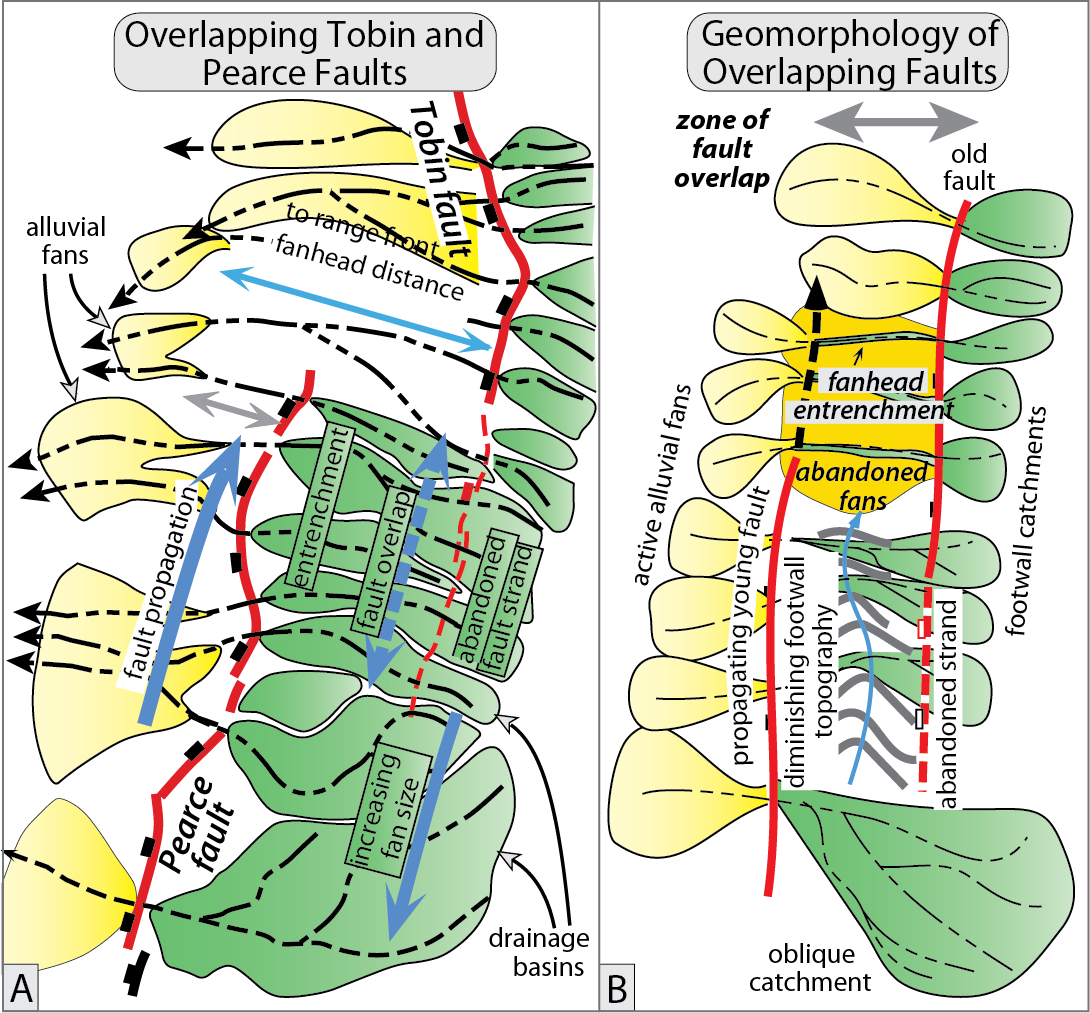 Overlapping Tobin and
Pearce Faults
Tobin fault
alluvial
fans
to range front
fanhead distance
fault propagation
entrenchment
fault overlap
abandoned
fault strand
increasing
fan size
Pearce
fault
drainage
basins
A
Geomorphology of
Overlapping Faults
zone of
fault
overlap
old
fault
fanhead
entrenchment
abandoned
fans
active alluvial fans
propagating young fault
diminishing footwall
topography
abandoned strand
footwall catchments
oblique
catchment
B